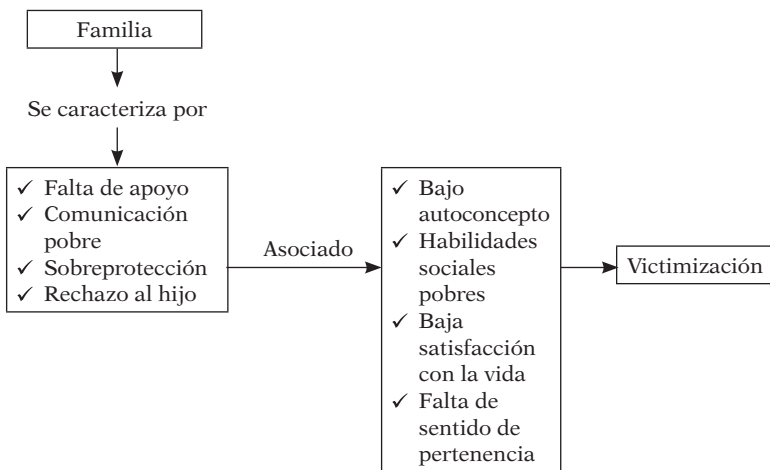 Familia
Se caracteriza por
✓ Falta de apoyo
✓ Comunicación
pobre
✓ Sobreprotección
✓ Rechazo al hijo
Asociado
✓ Bajo
autoconcepto
✓ Habilidades
sociales
pobres
✓ Baja
satisfacción
con la vida
✓ Falta de
sentido de
pertenencia
Victimización